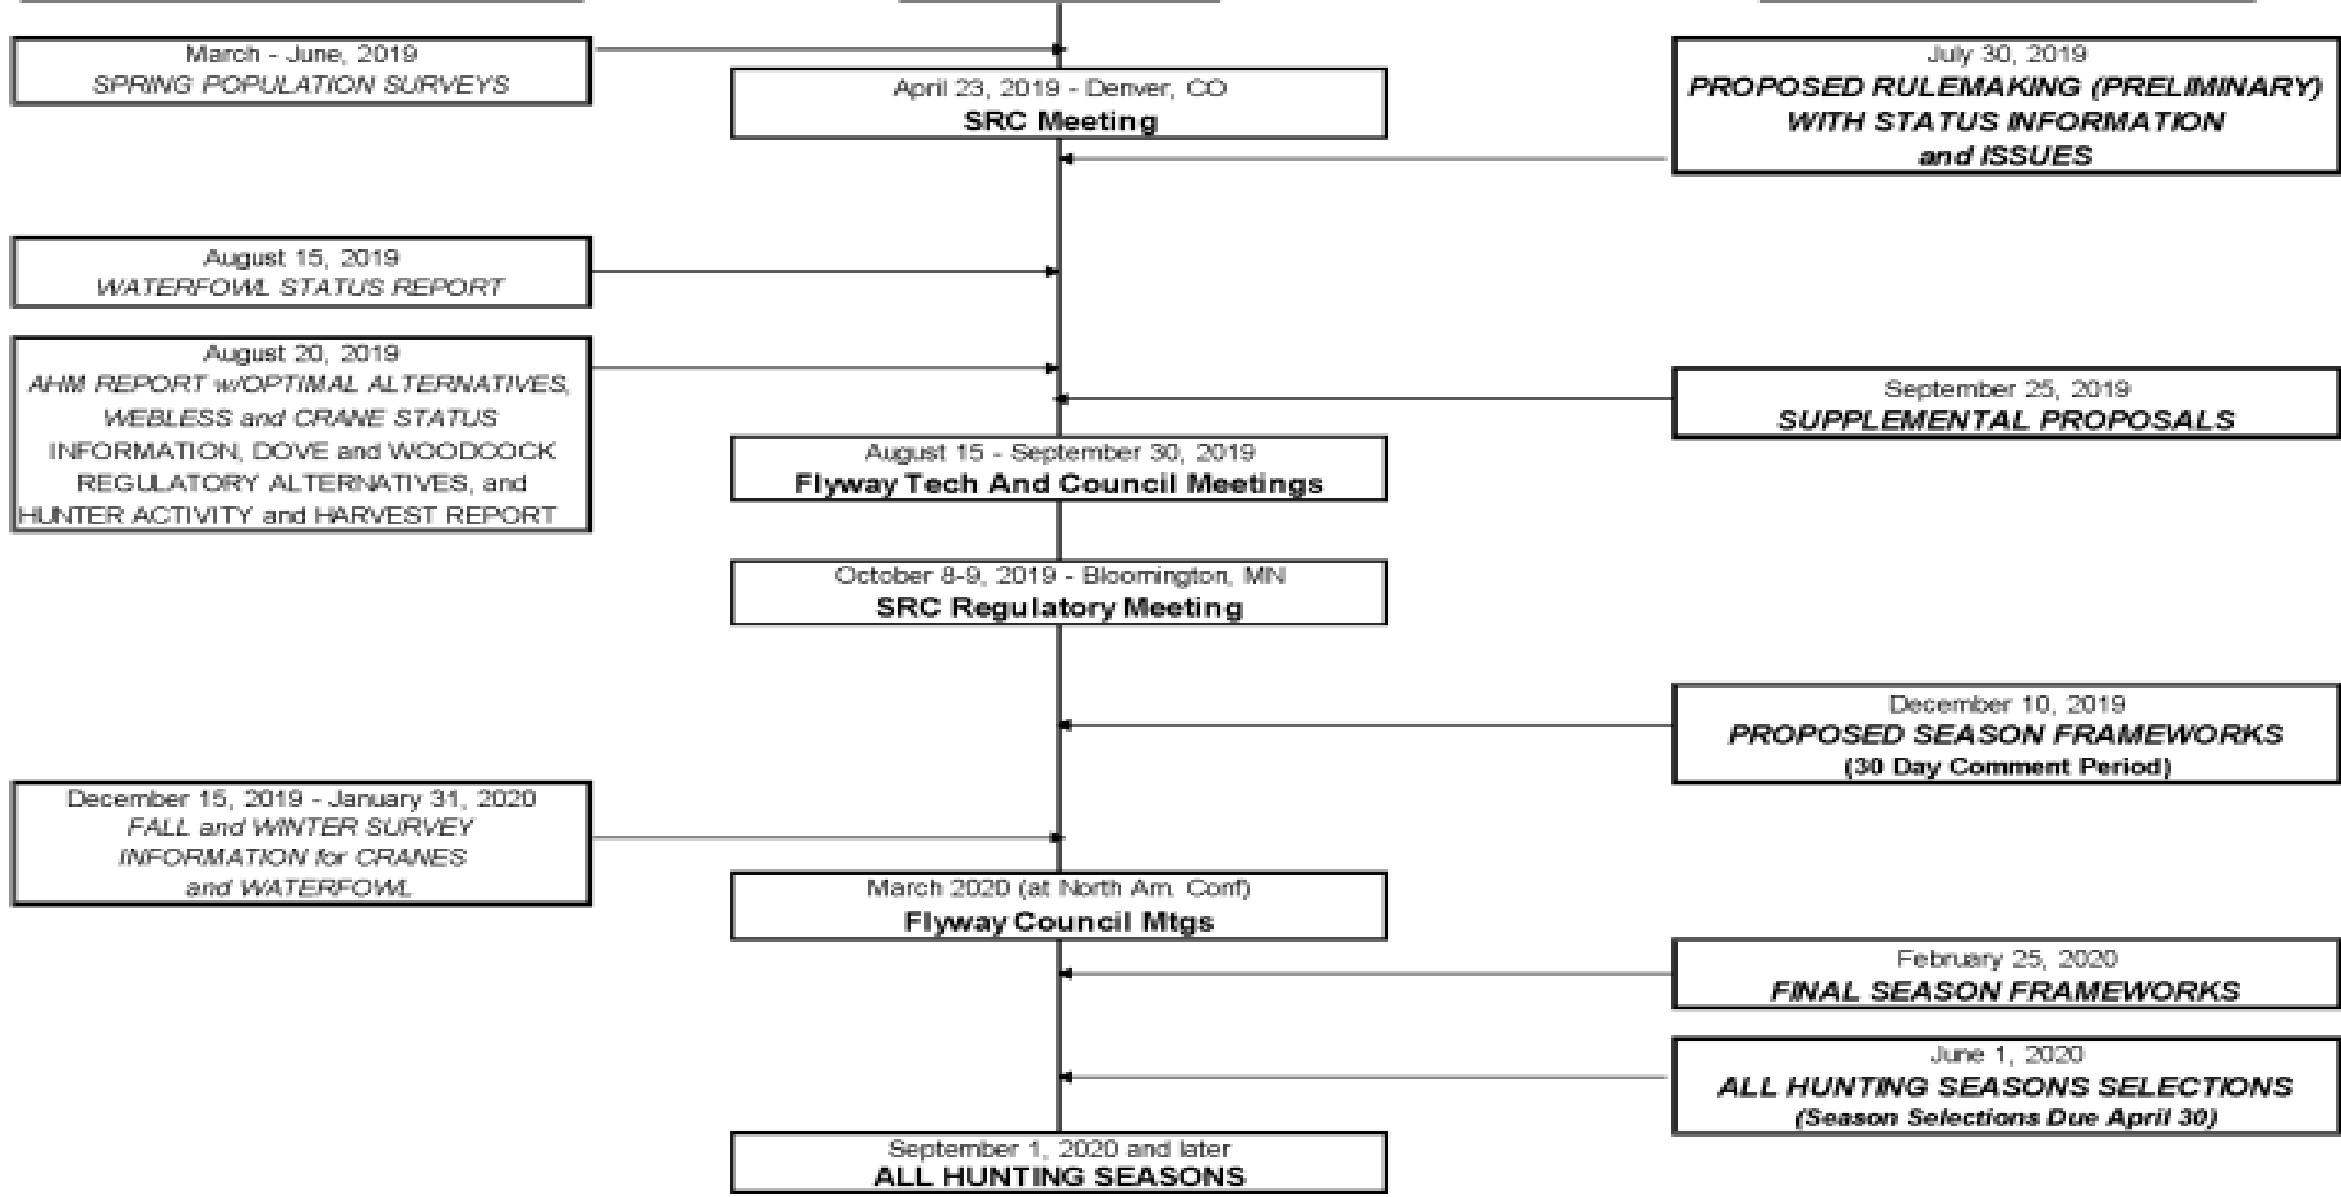 March - June, 2019
SPRING POPULATION SURVEYS
April 23, 2019 - Denver, CO
SRC Meeting
July 30, 2019
PROPOSED RULEMAKING (PRELIMINARY)
WITH STATUS INFORMATION
and ISSUES
August 15, 2019
WATERFOWL STATUS REPORT
August 20, 2019
AHM REPORT w/OPTIMAL ALTERNATIVES,
WEBLESS and CRANE STATUS
INFORMATION, DOVE and WOODCOCK
REGULATORY ALTERNATIVES, and
HUNTER ACTIVITY and HARVEST REPORT
September 25, 2019
SUPPLEMENTAL PROPOSALS
August 15 - September 30, 2019
Flyway Tech And Council Meetings
October 8-9, 2019 - Bloomington, MN
SRC Regulatory Meeting
December 10, 2019
PROPOSED SEASON FRAMEWORKS
(30 Day Comment Period)
December 15, 2019 - January 31, 2020
FALL and WINTER SURVEY
INFORMATION for CRANES
and WATERFOWL
March 2020 (at North Am. Conf)
Flyway Council Mtgs
February 25, 2020
FINAL SEASON FRAMEWORKS
June 1, 2020
ALL HUNTING SEASONS SELECTIONS
(Season Selections Due April 30)
September 1, 2020 and later
ALL HUNTING SEASONS